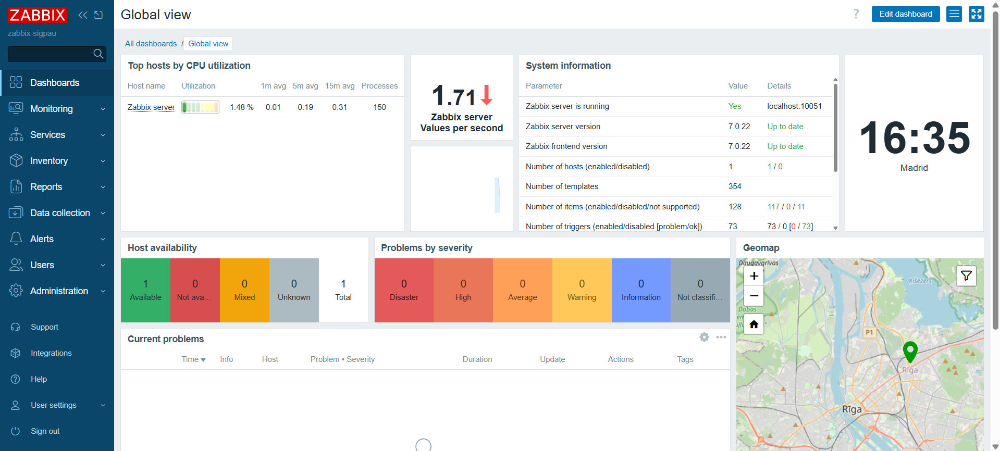 ZABBIX
zabbix-sigpau
Dashboards
Monitoring
Services
Inventory
Reports
Data collection
Alerts
Users
Administration
Support
Integrations
Help
User settings
Sign out
Global view
? Edit dashboard
All dashboards / Global view
Top hosts by CPU utilization
Host name Utilization 1m avg 5m avg 15m avg Processes
Zabbix server 1.48 % 0.01 0.19 0.31 150
1.71
Zabbix server
Values per second
System information
Parameter Value Details
Zabbix server is running Yes localhost:10051
Zabbix server version 7.0.22 Up to date
Zabbix frontend version 7.0.22 Up to date
Number of hosts (enabled/disabled) 1 1 / 0
Number of templates 354
Number of items (enabled/disabled/not supported) 128 117 / 0 / 11
Number of triggers (enabled/disabled [problem/ok]) 73 73 / 0 [0 / 73]
16:35
Madrid
Host availability
1 0 0 0 1
Available Not ava... Mixed Unknown Total
Problems by severity
0 0 0 0 0 0
Disaster High Average Warning Information Not classifi...
Current problems
Time Info Host Problem • Severity Duration Update Actions Tags
Geomap
Daugavgrivas
+
−
Ķīšezers
Dabas
P1
Rīga
Rīga